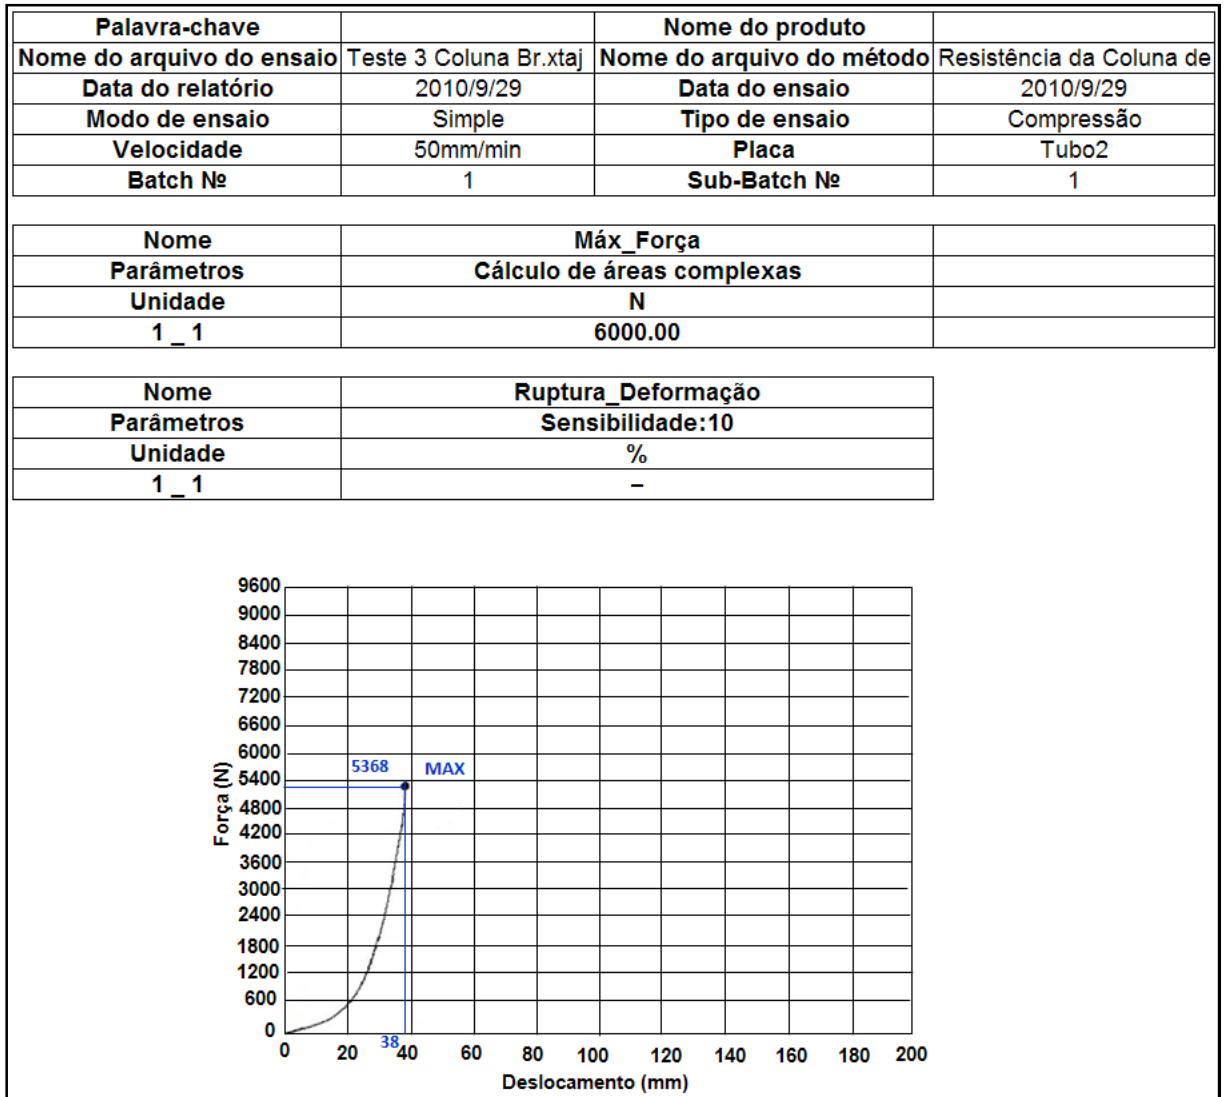 Palavra-chave Nome do produto
Nome do arquivo do ensaio Teste 3 Coluna Br.xtaj Nome do arquivo do método Resistência da Coluna de
Data do relatório 2010/9/29 Data do ensaio 2010/9/29
Modo de ensaio Simple Tipo de ensaio Compressão
Velocidade 50mm/min Placa Tubo2
Batch Nº 1 Sub-Batch Nº 1
Nome Máx_Força
Parâmetros Cálculo de áreas complexas
Unidade N
1 _ 1 6000.00
Nome Ruptura_Deformação
Parâmetros Sensibilidade:10
Unidade %
1 _ 1 –
9600
9000
8400
7800
7200
6600
6000
5368 MAX
5400
4800
4200
3600
3000
2400
1800
1200
600
0
Força (N)
38
0 20 40 60 80 100 120 140 160 180 200
Deslocamento (mm)